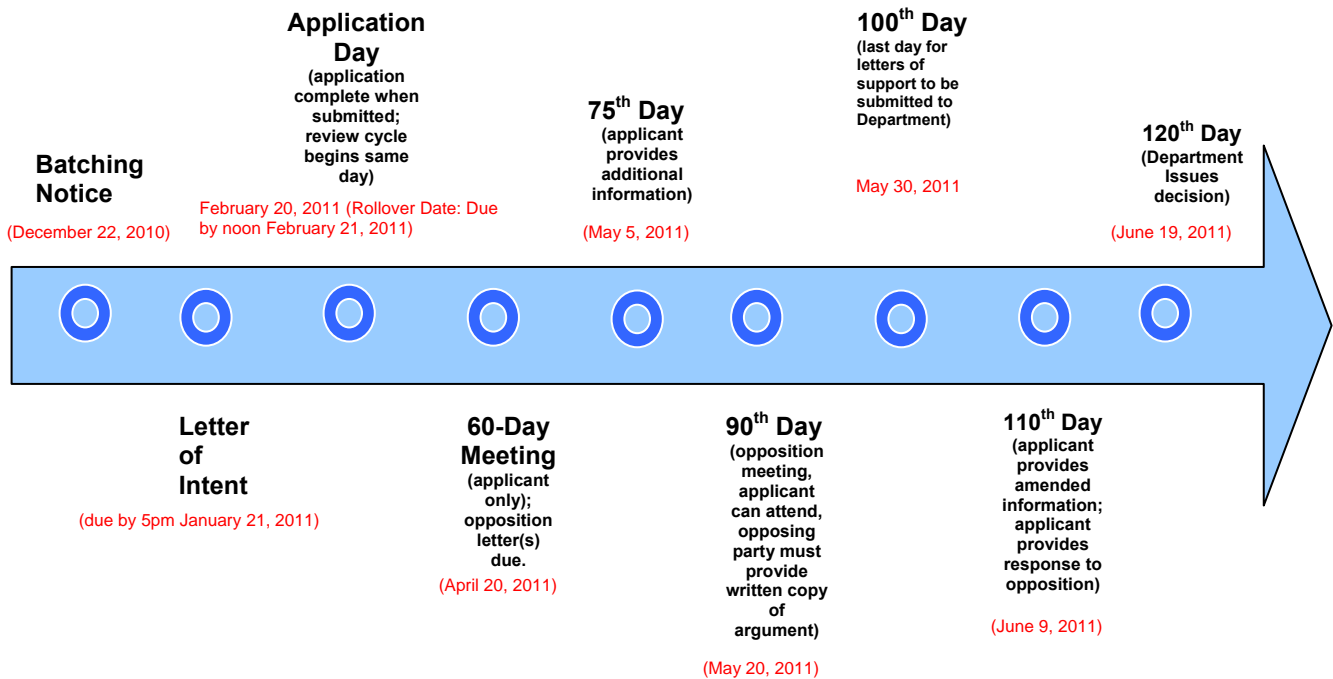 Batching
Notice
(December 22, 2010)
Letter
of
Intent
(due by 5pm January 21, 2011)
Application
Day
(application
complete when
submitted;
review cycle
begins same
day)
February 20, 2011 (Rollover Date: Due
by noon February 21, 2011)
60-Day
Meeting
(applicant
only);
opposition
letter(s)
due.
(April 20, 2011)
75th Day
(applicant
provides
additional
information)
(May 5, 2011)
90th Day
(opposition
meeting,
applicant
can attend,
opposing
party must
provide
written copy
of
argument)
(May 20, 2011)
100th Day
(last day for
letters of
support to be
submitted to
Department)
May 30, 2011
110th Day
(applicant
provides
amended
information;
applicant
provides
response to
opposition)
(June 9, 2011)
120th Day
(Department
Issues
decision)
(June 19, 2011)